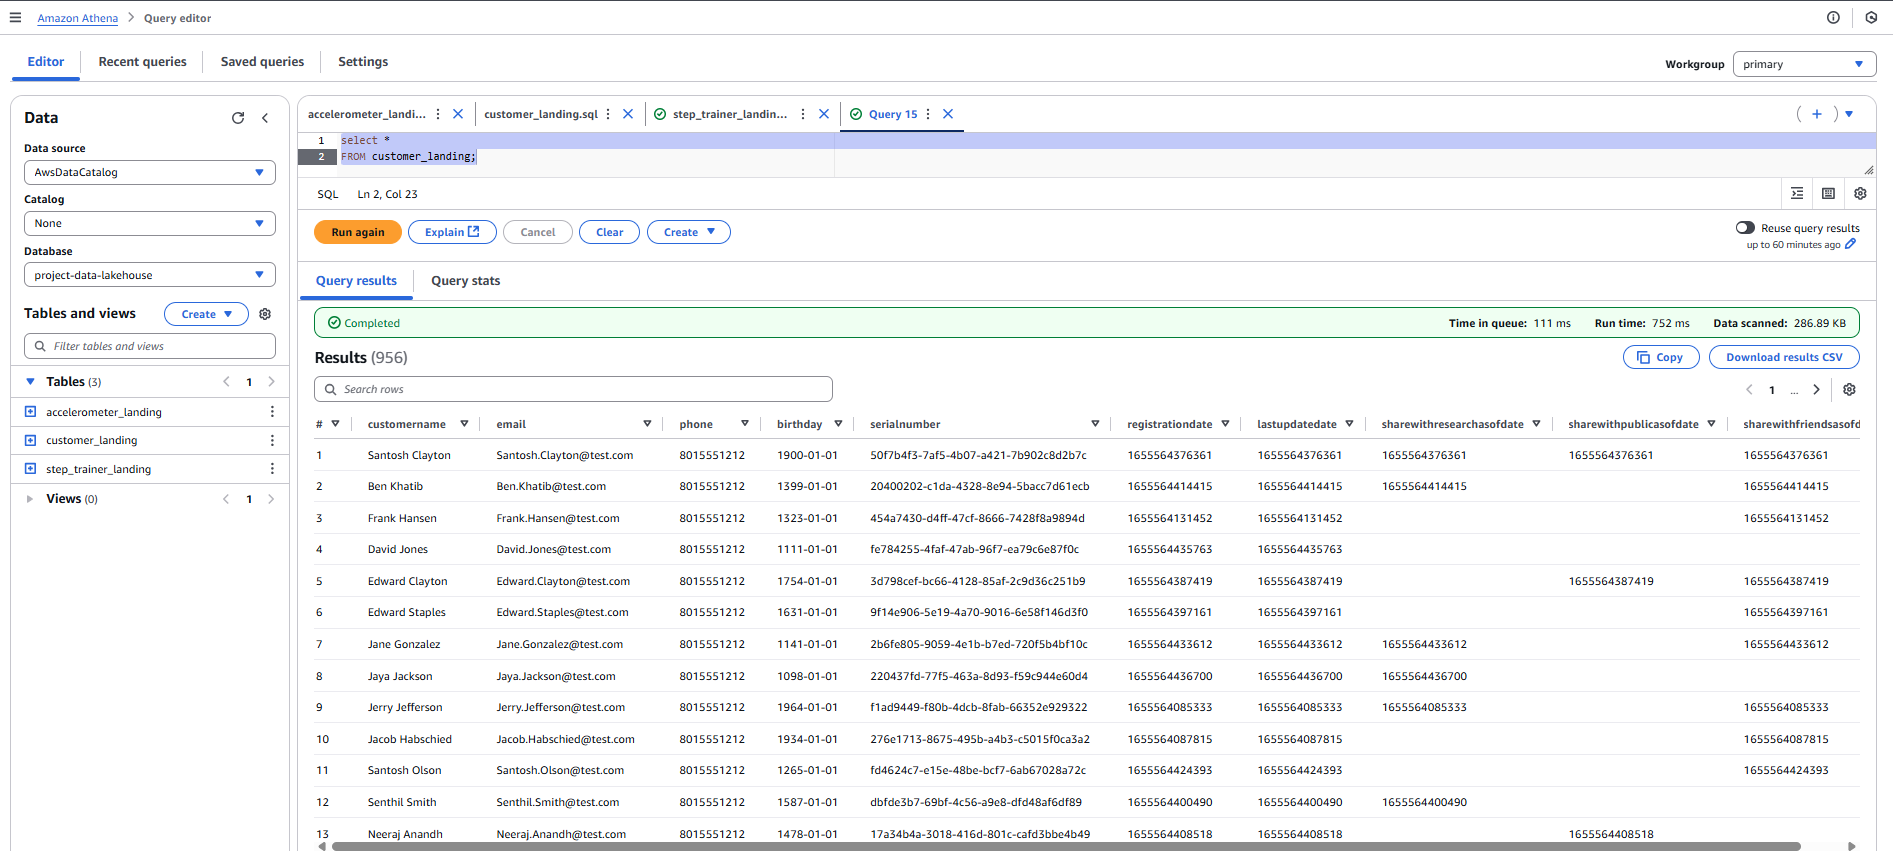 Amazon Athena > Query editor
Editor Recent queries Saved queries Settings
Workgroup primary
Data
Data source
AwsDataCatalog
Catalog
None
Database
project-data-lakehouse
Tables and views Create
Filter tables and views
Tables (3) < 1 >
accelerometer_landing
customer_landing
step_trainer_landing
Views (0) < 1 >
accelerometer_landi... customer_landing.sql step_trainer_landin... Query 15
1 select *
2 FROM customer_landing;
SQL Ln 2, Col 23
Run again Explain Cancel Clear Create
Reuse query results
up to 60 minutes ago
Query results Query stats
Completed Time in queue: 111 ms Run time: 752 ms Data scanned: 286.89 KB
Results (956) Copy Download results CSV
Search rows < 1 ... >
# customername email phone birthday serialnumber registrationdate lastupdatedate sharewithresearchasofdate sharewithpublicasofdate sharewithfriendsasofd
1 Santosh Clayton Santosh.Clayton@test.com 8015551212 1900-01-01 50f7b4f3-7af5-4b07-a421-7b902c8d2b7c 1655564376361 1655564376361 1655564376361 1655564376361 1655564376361
2 Ben Khatib Ben.Khatib@test.com 8015551212 1399-01-01 20400202-c1da-4328-8e94-5bacc7d61ecb 1655564414415 1655564414415 1655564414415 1655564414415
3 Frank Hansen Frank.Hansen@test.com 8015551212 1323-01-01 454a7430-d4ff-47cf-8666-7428f8a9894d 1655564131452 1655564131452 1655564131452
4 David Jones David.Jones@test.com 8015551212 1111-01-01 fe784255-4faf-47ab-96f7-ea79c6e87f0c 1655564435763 1655564435763
5 Edward Clayton Edward.Clayton@test.com 8015551212 1754-01-01 3d798cef-bc66-4128-85af-2c9d36c251b9 1655564387419 1655564387419 1655564387419 1655564387419
6 Edward Staples Edward.Staples@test.com 8015551212 1631-01-01 9f14e906-5e19-4a70-9016-6e58f146d3f0 1655564397161 1655564397161 1655564397161
7 Jane Gonzalez Jane.Gonzalez@test.com 8015551212 1141-01-01 2b6fe805-9059-4e1b-b7ed-720f5b4bf10c 1655564433612 1655564433612 1655564433612 1655564433612
8 Jaya Jackson Jaya.Jackson@test.com 8015551212 1098-01-01 220437fd-77f5-463a-8d93-f59c944e60d4 1655564436700 1655564436700 1655564436700
9 Jerry Jefferson Jerry.Jefferson@test.com 8015551212 1964-01-01 f1ad9449-f80b-4dcb-8fab-66352e929322 1655564085333 1655564085333 1655564085333 1655564085333
10 Jacob Habschied Jacob.Habschied@test.com 8015551212 1934-01-01 276e1713-8675-495b-a4b3-c5015f0ca3a2 1655564087815 1655564087815 1655564087815
11 Santosh Olson Santosh.Olson@test.com 8015551212 1265-01-01 fd4624c7-e15e-48be-bcf7-6ab67028a72c 1655564424393 1655564424393 1655564424393
12 Senthil Smith Senthil.Smith@test.com 8015551212 1587-01-01 dbfde3b7-69bf-4c56-a9e8-dfd48af6df89 1655564400490 1655564400490 1655564400490
13 Neeraj Anandh Neeraj.Anandh@test.com 8015551212 1478-01-01 17a34b4a-3018-416d-801c-cafd3bbe4b49 1655564408518 1655564408518 1655564408518